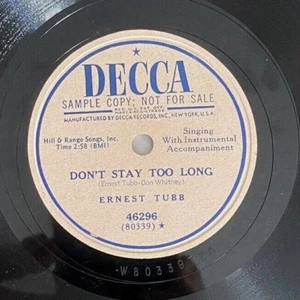 DECCA
SAMPLE COPY; NOT FOR SALE
MANUFACTURED BY DECCA RECORDS, INC., NEW YORK, U.S.A.
Hill & Range Songs, Inc.
Time 2:58 (BMI)
Singing
With Instrumental
Accompaniment
DON'T STAY TOO LONG
(Ernest Tubb-Don Whitney)
ERNEST TUBB
46296
(80339) ★
W80339